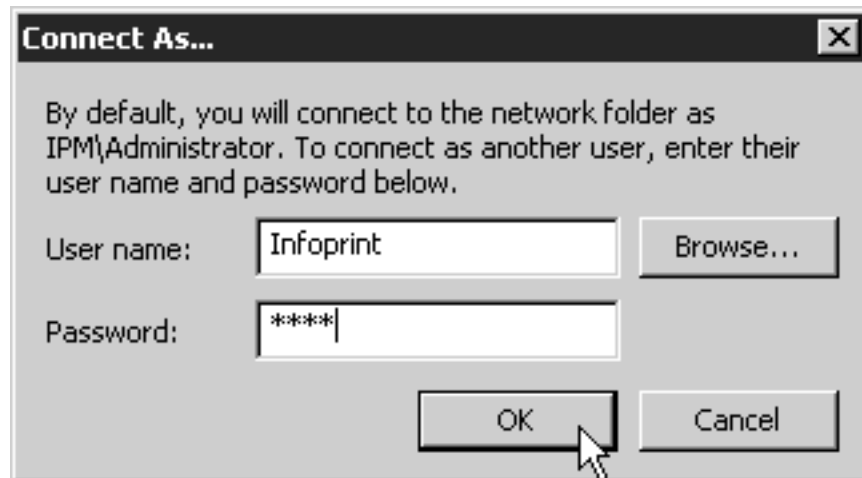 Connect As...
By default, you will connect to the network folder as
IPM\Administrator. To connect as another user, enter their
user name and password below.
User name: Infoprint Browse...
Password: ****
OK Cancel